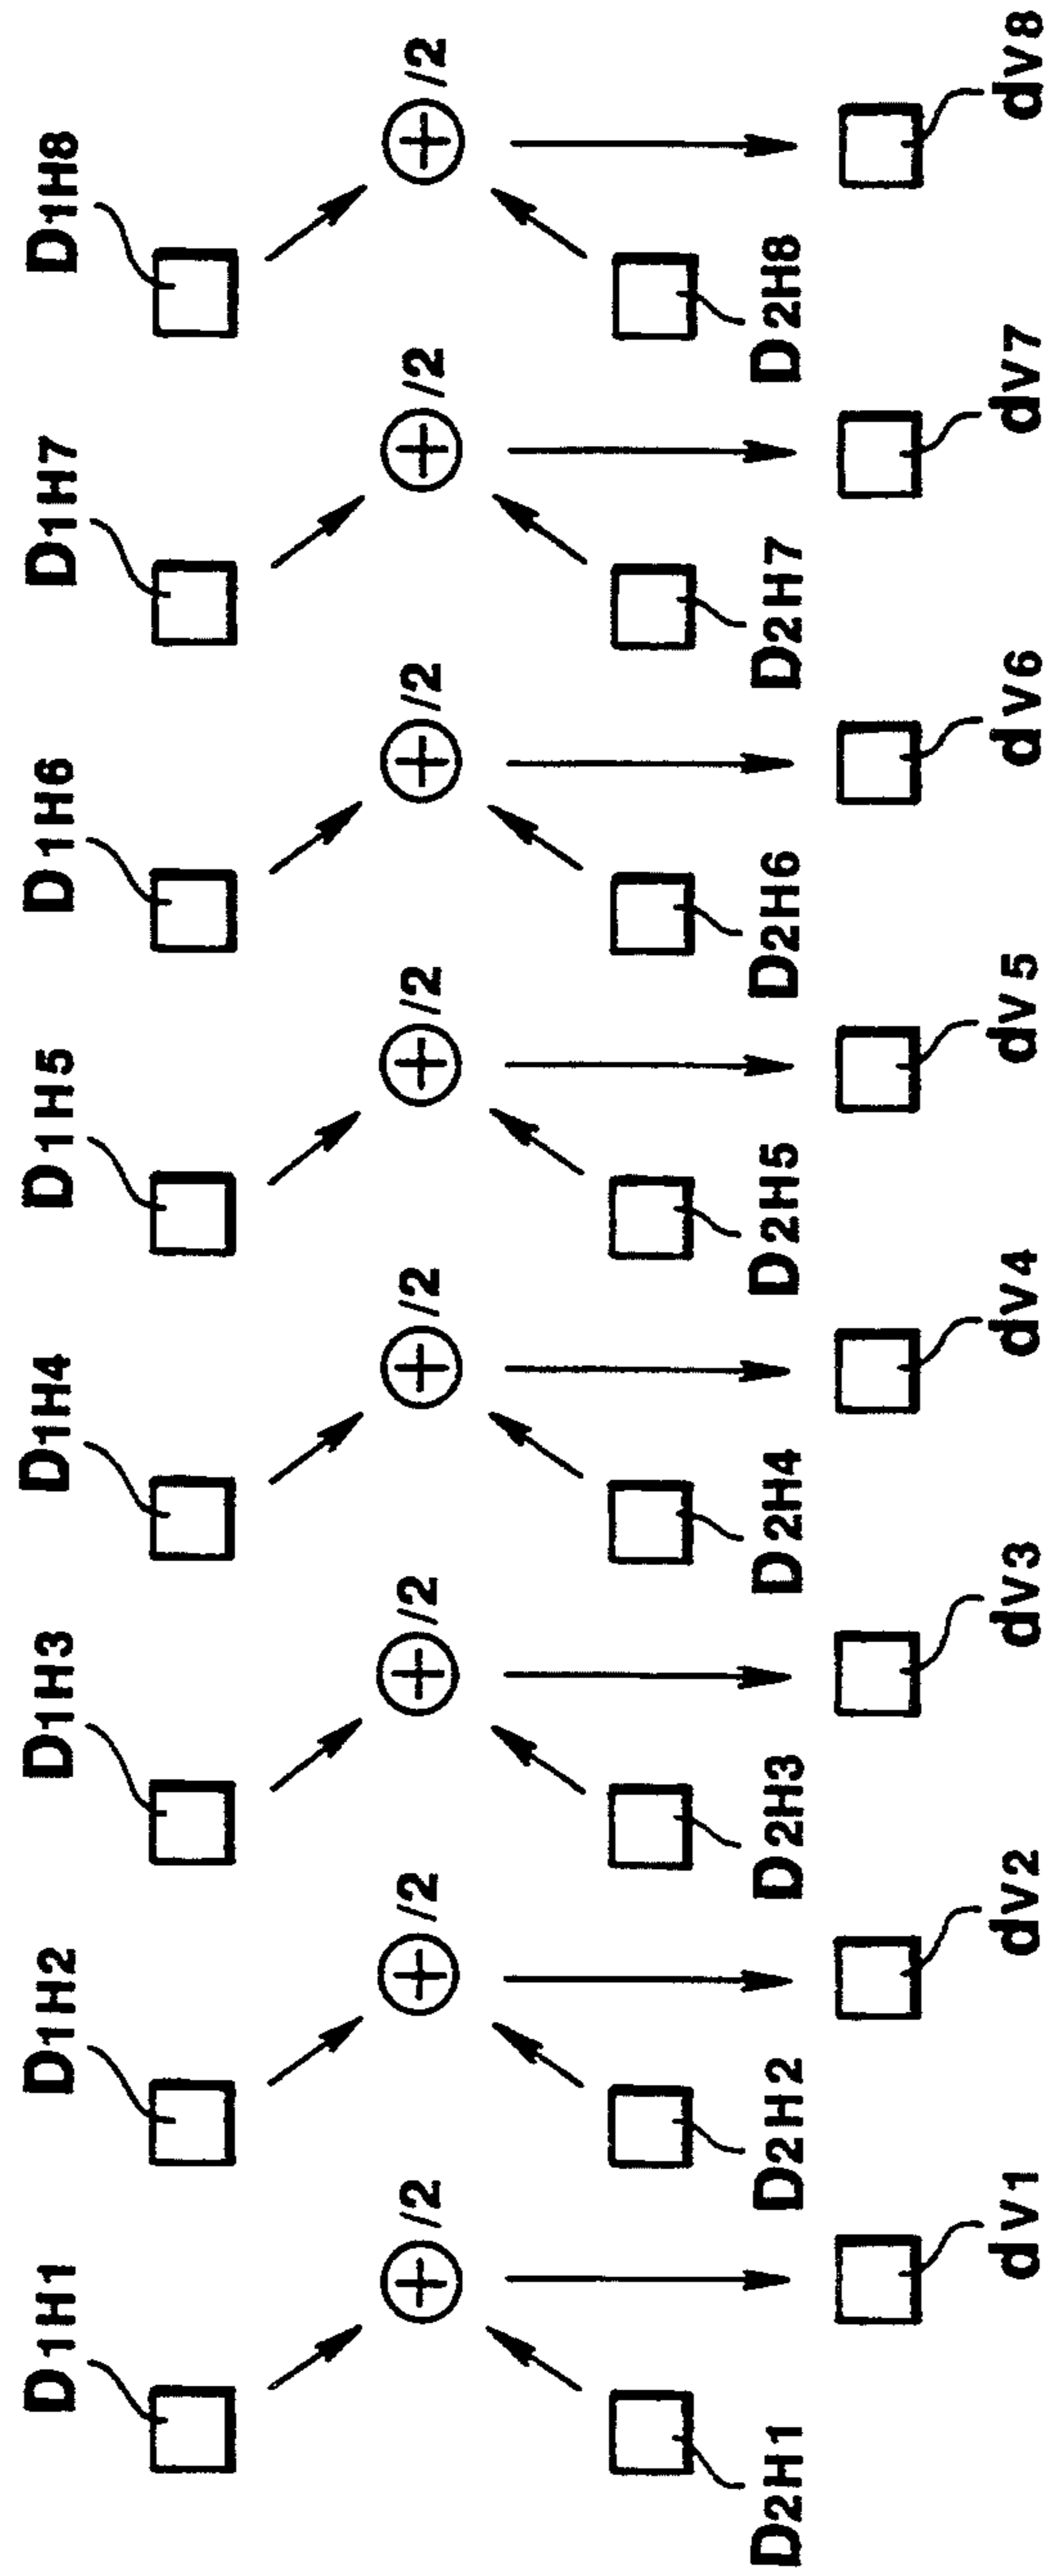 D1H1 D1H2 D1H3 D1H4 D1H5 D1H6 D1H7 D1H8
/2 /2 /2 /2 /2 /2 /2 /2
D2H1 D2H2 D2H3 D2H4 D2H5 D2H6 D2H7 D2H8
dV1 dV2 dV3 dV4 dV5 dV6 dV7 dV8